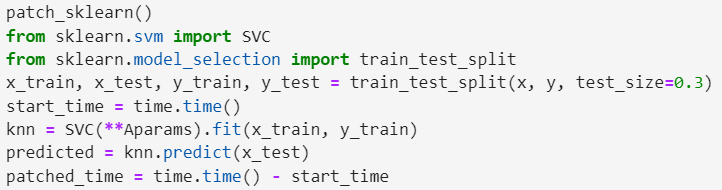 patch_sklearn()
from sklearn.svm import SVC
from sklearn.model_selection import train_test_split
x_train, x_test, y_train, y_test = train_test_split(x, y, test_size=0.3)
start_time = time.time()
knn = SVC(**Aparams).fit(x_train, y_train)
predicted = knn.predict(x_test)
patched_time = time.time() - start_time